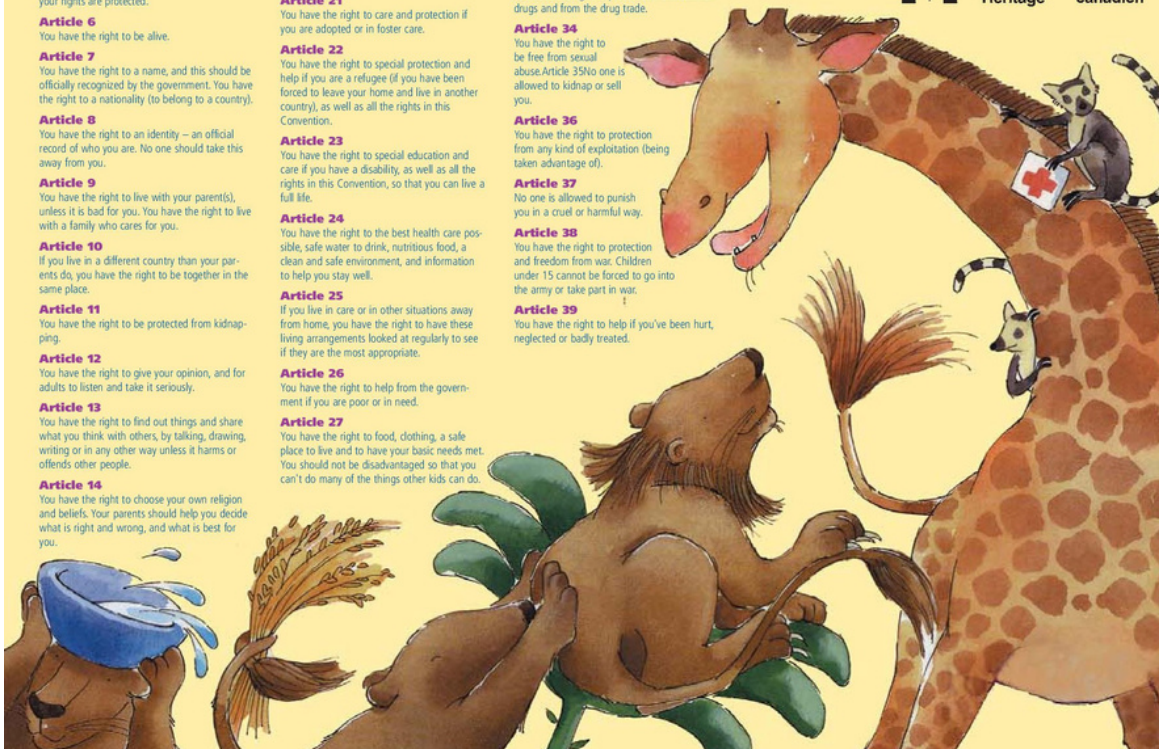 your rights are protected.
Article 6
You have the right to be alive.
Article 7
You have the right to a name, and this should be
officially recognized by the government. You have
the right to a nationality (to belong to a country).
Article 8
You have the right to an identity – an official
record of who you are. No one should take this
away from you.
Article 9
You have the right to live with your parent(s),
unless it is bad for you. You have the right to live
with a family who cares for you.
Article 10
If you live in a different country than your par-
ents do, you have the right to be together in the
same place.
Article 11
You have the right to be protected from kidnap-
ping.
Article 12
You have the right to give your opinion, and for
adults to listen and take it seriously.
Article 13
You have the right to find out things and share
what you think with others, by talking, drawing,
writing or in any other way unless it harms or
offends other people.
Article 14
You have the right to choose your own religion
and beliefs. Your parents should help you decide
what is right and wrong, and what is best for
you.
Article 21
You have the right to care and protection if
you are adopted or in foster care.
Article 22
You have the right to special protection and
help if you are a refugee (if you have been
forced to leave your home and live in another
country), as well as all the rights in this
Convention.
Article 23
You have the right to special education and
care if you have a disability, as well as all the
rights in this Convention, so that you can live a
full life.
Article 24
You have the right to the best health care pos-
sible, safe water to drink, nutritious food, a
clean and safe environment, and information
to help you stay well.
Article 25
If you live in care or in other situations away
from home, you have the right to have these
living arrangements looked at regularly to see
if they are the most appropriate.
Article 26
You have the right to help from the govern-
ment if you are poor or in need.
Article 27
You have the right to food, clothing, a safe
place to live and to have your basic needs met.
You should not be disadvantaged so that you
can't do many of the things other kids can do.
drugs and from the drug trade.
Article 34
You have the right to
be free from sexual
abuse.Article 35No one is
allowed to kidnap or sell
you.
Article 36
You have the right to protection
from any kind of exploitation (being
taken advantage of).
Article 37
No one is allowed to punish
you in a cruel or harmful way.
Article 38
You have the right to protection
and freedom from war. Children
under 15 cannot be forced to go into
the army or take part in war.
Article 39
You have the right to help if you've been hurt,
neglected or badly treated.
Heritage canadien